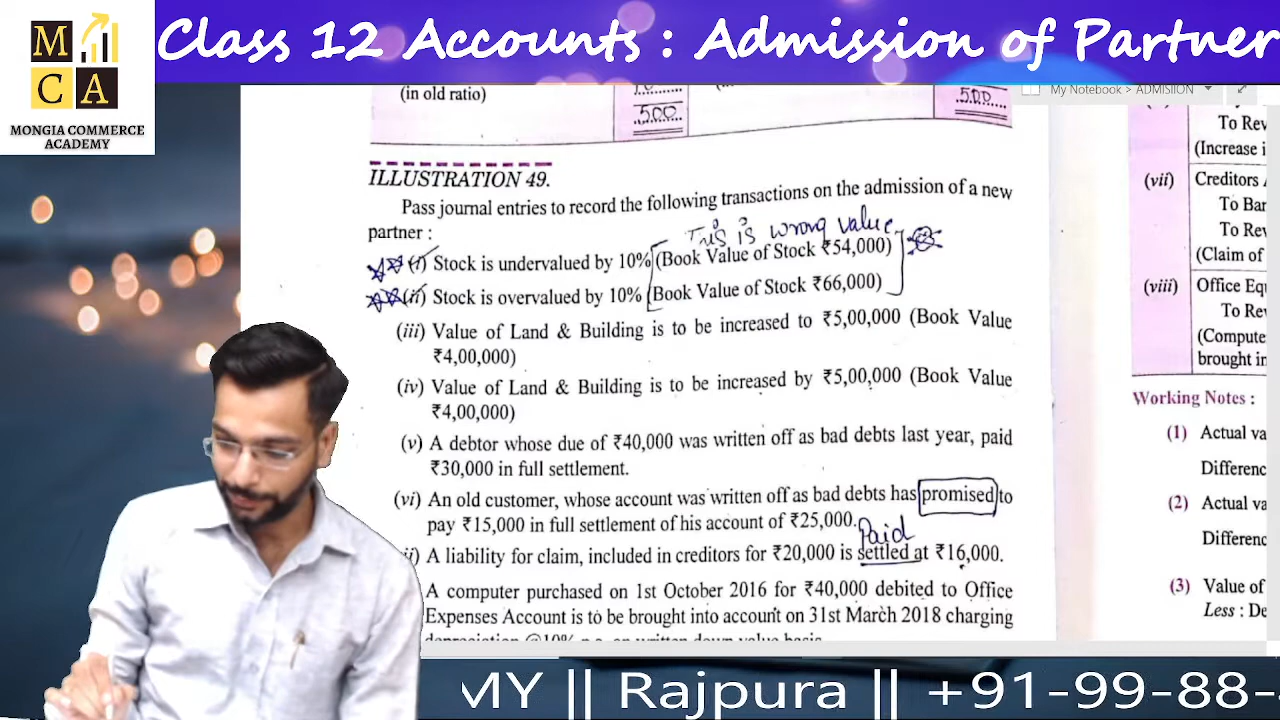 M
C A
MONGIA COMMERCE
ACADEMY
Class 12 Accounts : Admission of Partner
My Notebook > ADMISIION
(in old ratio)
500
500
ILLUSTRATION 49.
Pass journal entries to record the following transactions on the admission of a new
partner :
This is wrong value
(i) Stock is undervalued by 10% (Book Value of Stock ₹54,000)
(ii) Stock is overvalued by 10% (Book Value of Stock ₹66,000)
(iii) Value of Land & Building is to be increased to ₹5,00,000 (Book Value
₹4,00,000)
(iv) Value of Land & Building is to be increased by ₹5,00,000 (Book Value
₹4,00,000)
(v) A debtor whose due of ₹40,000 was written off as bad debts last year, paid
₹30,000 in full settlement.
(vi) An old customer, whose account was written off as bad debts has promised to
pay ₹15,000 in full settlement of his account of ₹25,000.
Paid
ii) A liability for claim, included in creditors for ₹20,000 is settled at ₹16,000.
A computer purchased on 1st October 2016 for ₹40,000 debited to Office
Expenses Account is to be brought into account on 31st March 2018 charging
depreciation @10% p.a. on written down value basis.
To Rev
(Increase i
(vii) Creditors
To Bar
To Rev
(Claim of
(viii) Office Equ
To Rev
(Compute
brought in
Working Notes :
(1) Actual va
Differenc
(2) Actual va
Differenc
(3) Value of
Less : De
MY || Rajpura || +91-99-88-